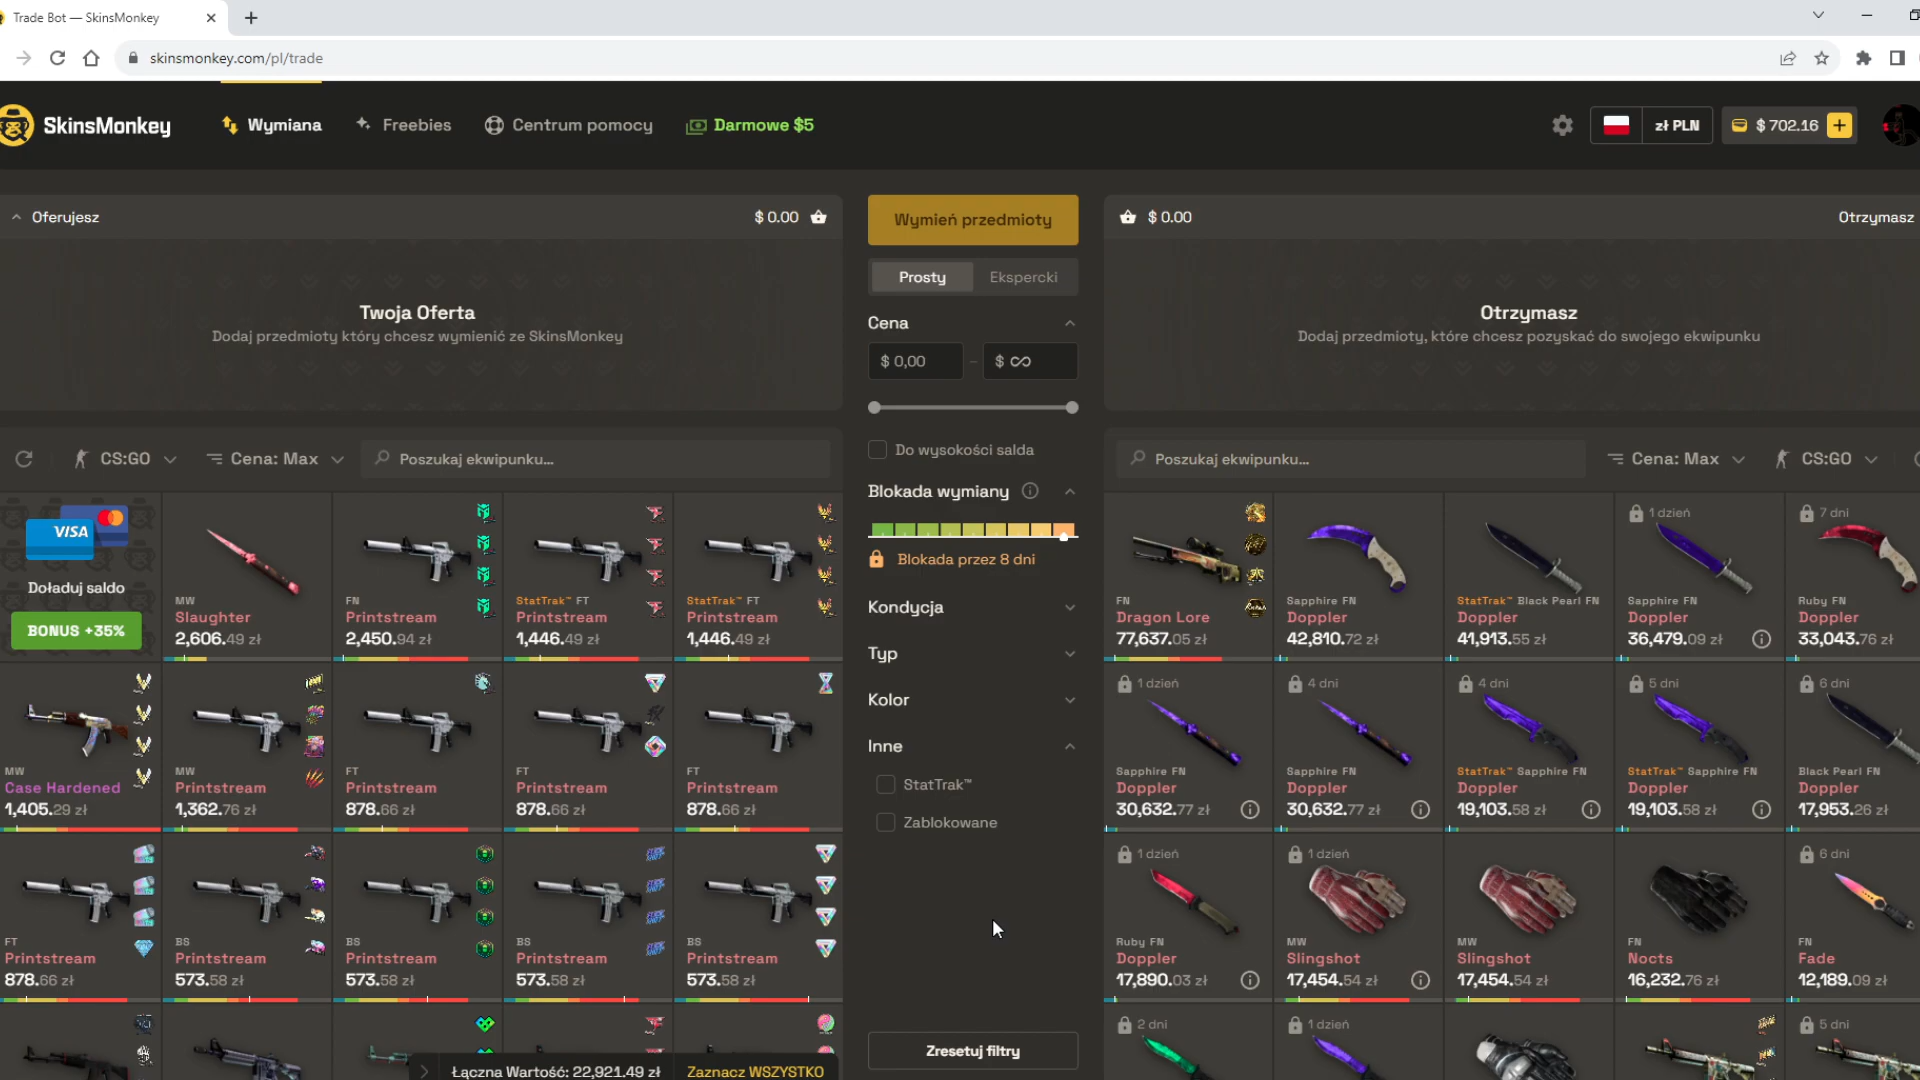 Trade Bot — SkinsMonkey
skinsmonkey.com/pl/trade
SkinsMonkey
Wymiana
Freebies
Centrum pomocy
Darmowe $5
zł PLN
$ 702.16
Oferujesz
$ 0.00
Twoja Oferta
Dodaj przedmioty który chcesz wymienić ze SkinsMonkey
Wymień przedmioty
Prosty
Ekspercki
Cena
$ 0,00
–
$ ∞
Do wysokości salda
Blokada wymiany
Blokada przez 8 dni
Kondycja
Typ
Kolor
Inne
StatTrak™
Zablokowane
Zresetuj filtry
$ 0.00
Otrzymasz
Otrzymasz
Dodaj przedmioty, które chcesz pozyskać do swojego ekwipunku
CS:GO
Cena: Max
Poszukaj ekwipunku...
VISA
Doładuj saldo
BONUS +35%
MW
Slaughter
2,606.49 zł
FN
Printstream
2,450.94 zł
StatTrak™ FT
Printstream
1,446.49 zł
StatTrak™ FT
Printstream
1,446.49 zł
MW
Case Hardened
1,405.29 zł
MW
Printstream
1,362.76 zł
FT
Printstream
878.66 zł
FT
Printstream
878.66 zł
FT
Printstream
878.66 zł
FT
Printstream
878.66 zł
BS
Printstream
573.58 zł
BS
Printstream
573.58 zł
BS
Printstream
573.58 zł
BS
Printstream
573.58 zł
Łączna Wartość: 22,921.49 zł
Zaznacz WSZYSTKO
Poszukaj ekwipunku...
Cena: Max
CS:GO
FN
Dragon Lore
77,637.05 zł
Sapphire FN
Doppler
42,810.72 zł
StatTrak™ Black Pearl FN
Doppler
41,913.55 zł
1 dzień
Sapphire FN
Doppler
36,479.09 zł
7 dni
Ruby FN
Doppler
33,043.76 zł
1 dzień
Sapphire FN
Doppler
30,632.77 zł
4 dni
Sapphire FN
Doppler
30,632.77 zł
4 dni
StatTrak™ Sapphire FN
Doppler
19,103.58 zł
5 dni
StatTrak™ Sapphire FN
Doppler
19,103.58 zł
6 dni
Black Pearl FN
Doppler
17,953.26 zł
1 dzień
Ruby FN
Doppler
17,890.03 zł
1 dzień
MW
Slingshot
17,454.54 zł
MW
Slingshot
17,454.54 zł
FN
Nocts
16,232.76 zł
6 dni
FN
Fade
12,189.09 zł
2 dni
1 dzień
5 dni